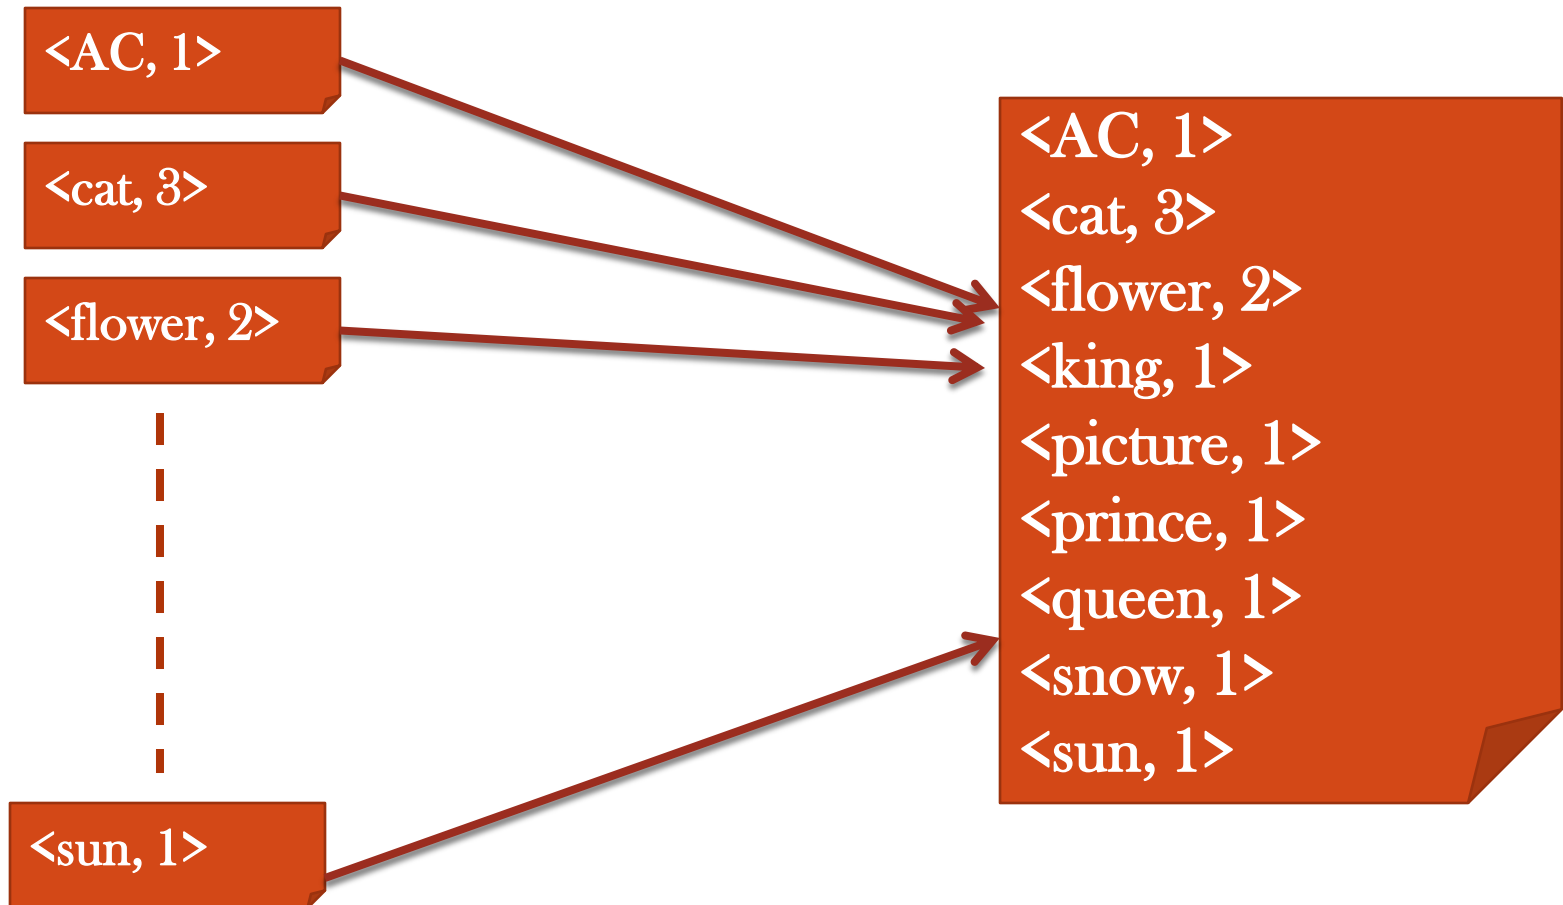 <AC, 1>
<cat, 3>
<flower, 2>
<sun, 1>
<AC, 1>
<cat, 3>
<flower, 2>
<king, 1>
<picture, 1>
<prince, 1>
<queen, 1>
<snow, 1>
<sun, 1>